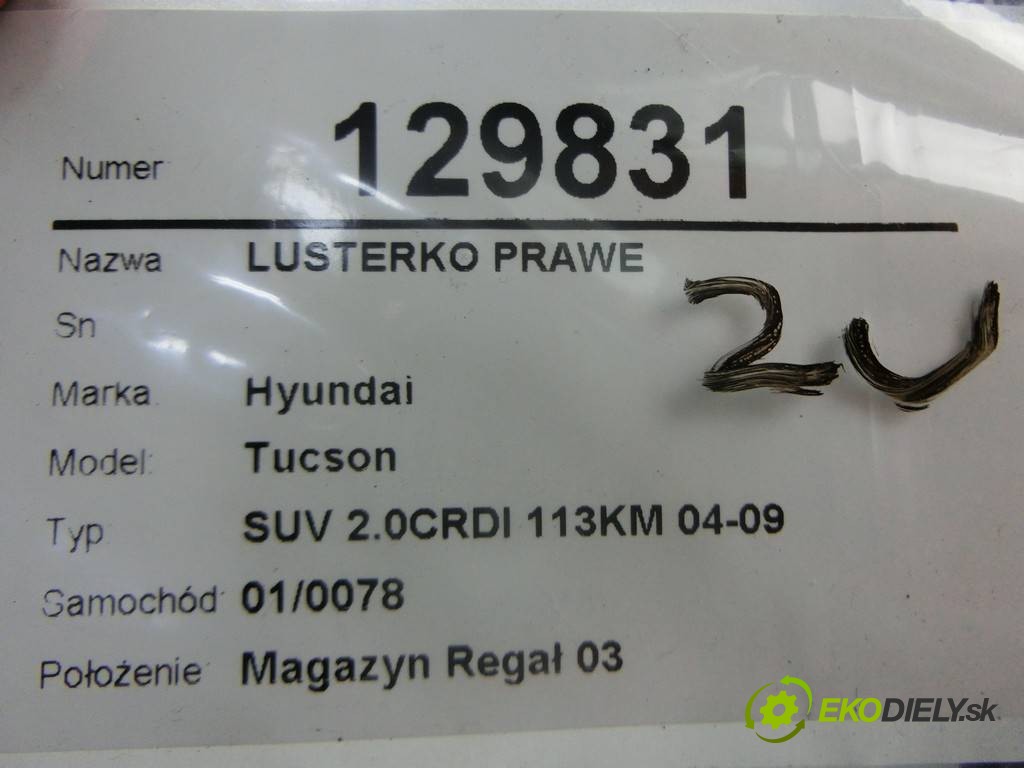 Numer 129831
Nazwa LUSTERKO PRAWE
Sn
2U
Marka Hyundai
Model: Tucson
Typ SUV 2.0CRDI 113KM 04-09
Samochód: 01/0078
Położenie Magazyn Regał 03
EKODIELY.sk